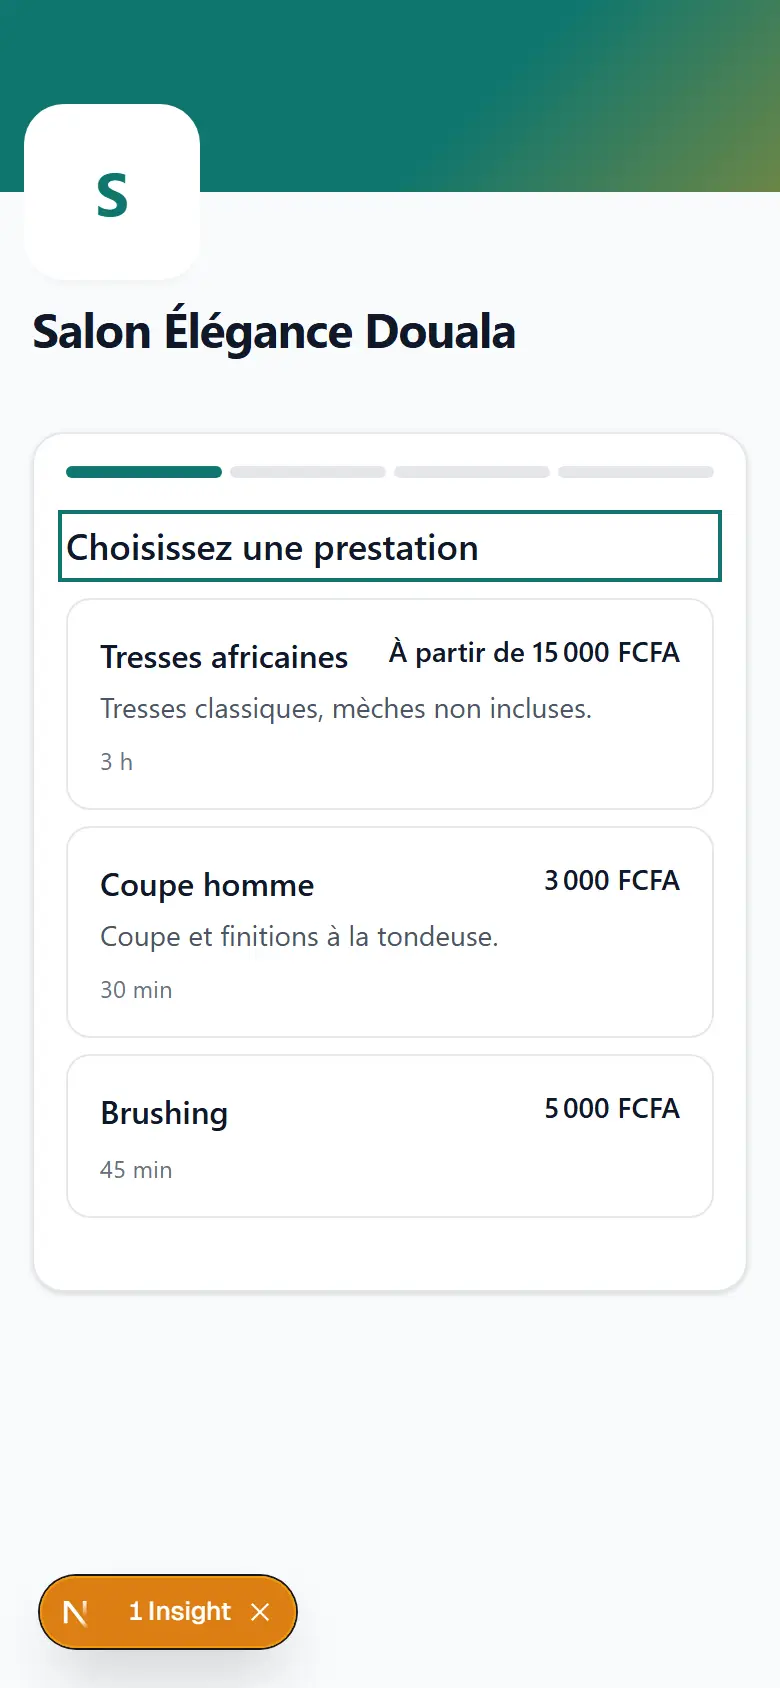 S
Salon Élégance Douala
Choisissez une prestation
Tresses africaines À partir de 15 000 FCFA
Tresses classiques, mèches non incluses.
3 h
Coupe homme 3 000 FCFA
Coupe et finitions à la tondeuse.
30 min
Brushing 5 000 FCFA
45 min
N 1 Insight